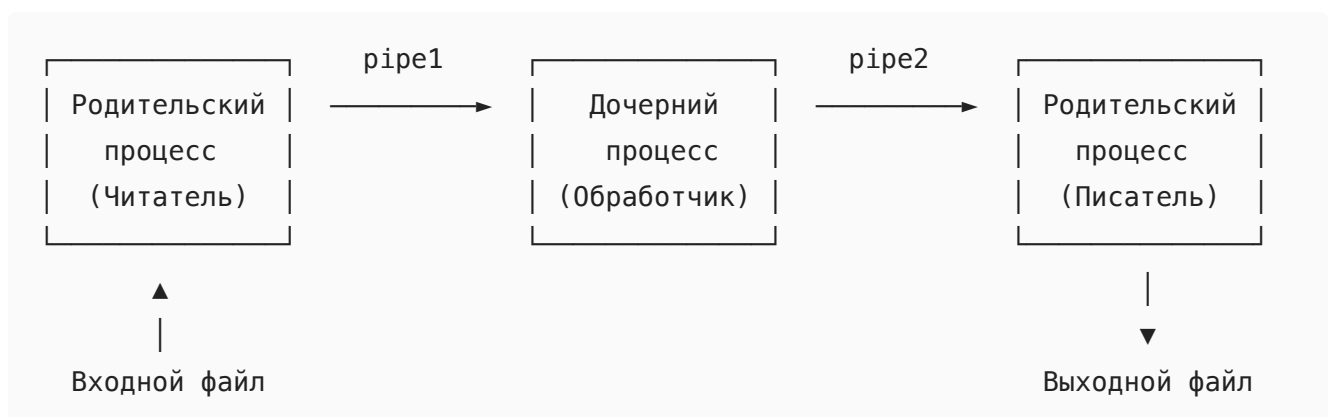 pipe1
pipe2
Родительский
процесс
(Читатель)
Дочерний
процесс
(Обработчик)
Родительский
процесс
(Писатель)
Входной файл
Выходной файл